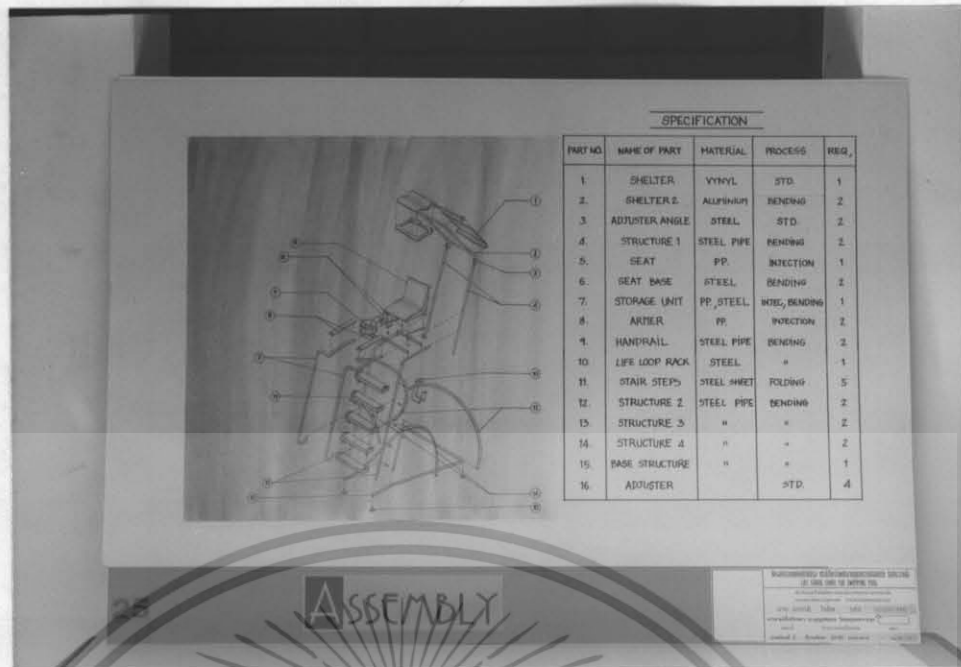 SPECIFICATION
PART NO. NAME OF PART MATERIAL PROCESS REQ,
1. SHELTER VYNYL STD. 1
2. SHELTER 2 ALUMINIUM BENDING 2
3. ADJUSTER ANGLE STEEL STD. 2
4. STRUCTURE 1 STEEL PIPE BENDING 2
5. SEAT PP. INJECTION 1
6. SEAT BASE STEEL BENDING 2
7. STORAGE UNIT PP., STEEL INJEC, BENDING 1
8. ARMER PP. INJECTION 2
9. HANDRAIL STEEL PIPE BENDING 2
10. LIFE LOOP RACK STEEL " 1
11. STAIR STEPS STEEL SHEET FOLDING 5
12. STRUCTURE 2 STEEL PIPE BENDING 2
13. STRUCTURE 3 " " 2
14. STRUCTURE 4 " " 2
15. BASE STRUCTURE " " 1
16. ADJUSTER STD. 4
ASSEMBLY